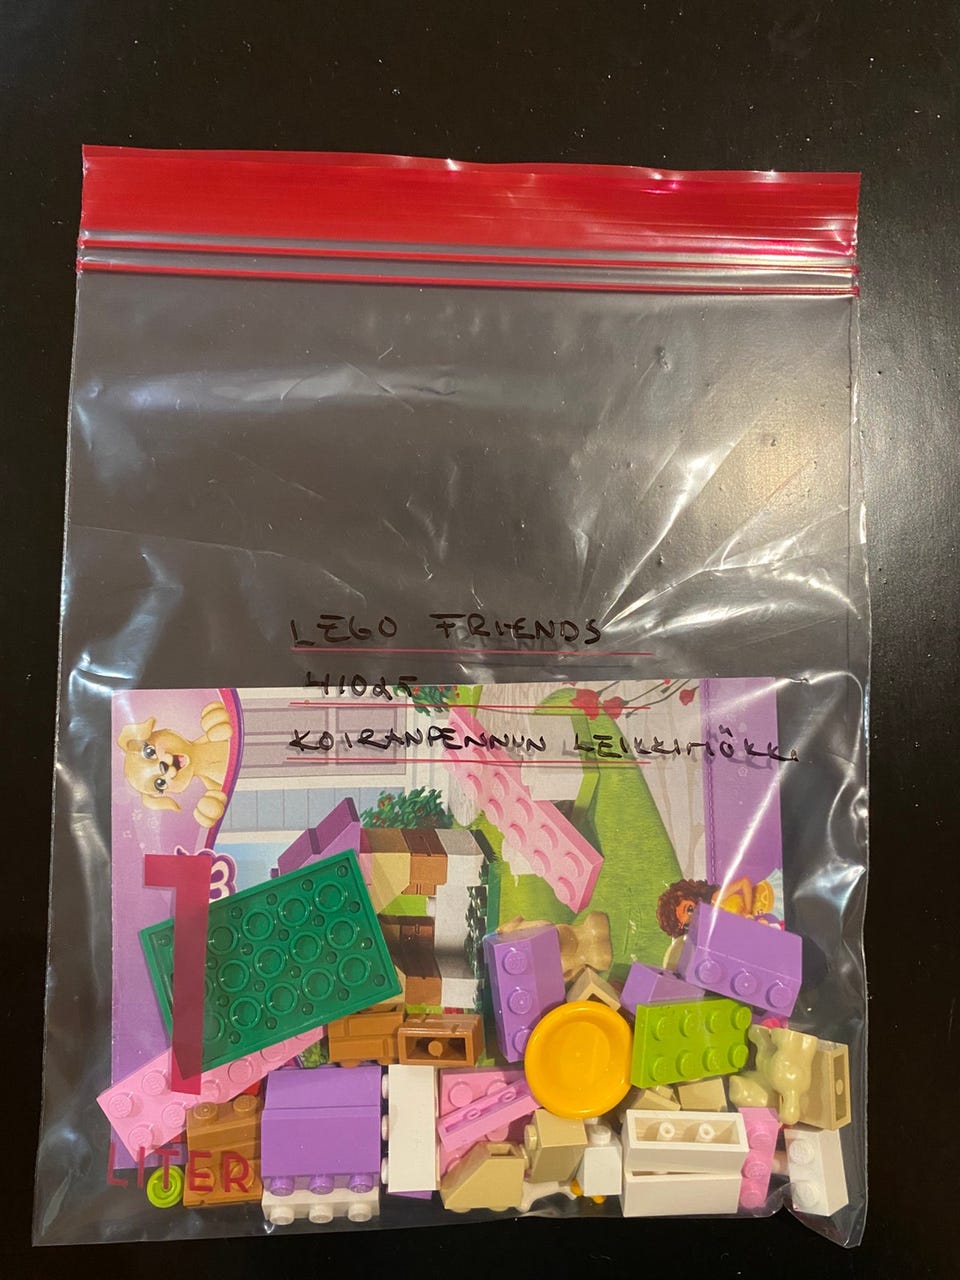 LEGO FRIENDS
41025
KOIRANPENNUN LEIKKIMÖKKI
1
LITER